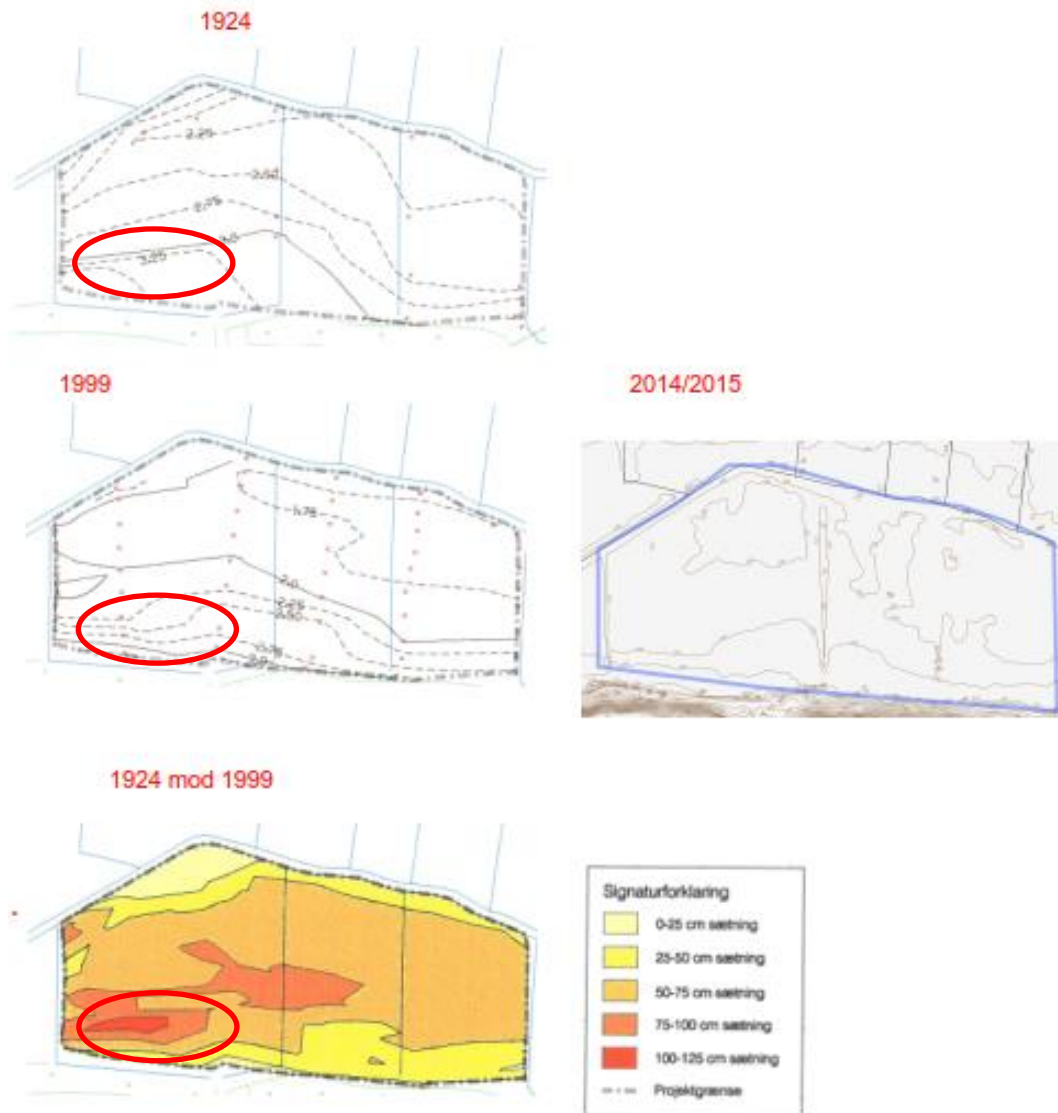 1924
2.25
2.50
2.75
3.0
3.25
1999
1.75
2.0
2.25
2.50
2.75
2014/2015
1924 mod 1999
Signaturforklaring
0-25 cm sætning
25-50 cm sætning
50-75 cm sætning
75-100 cm sætning
100-125 cm sætning
Projektgrænse